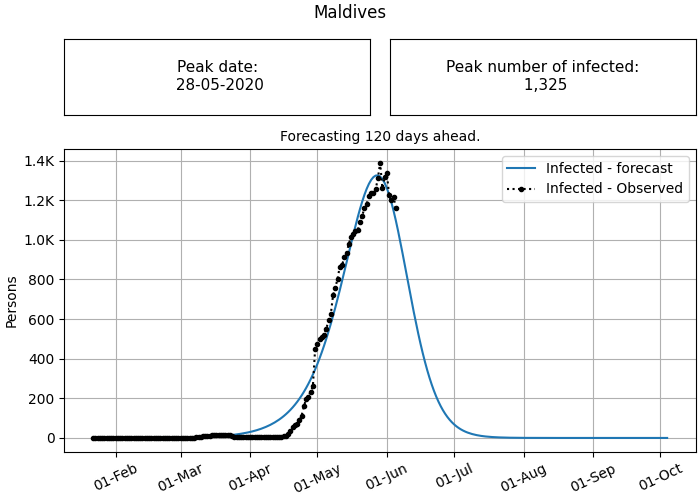 Maldives
Peak date:
28-05-2020
Peak number of infected:
1,325
Forecasting 120 days ahead.
Infected - forecast
Infected - Observed
1.4K
1.2K
1.0K
800
600
400
200
0
Persons
01-Feb
01-Mar
01-Apr
01-May
01-Jun
01-Jul
01-Aug
01-Sep
01-Oct